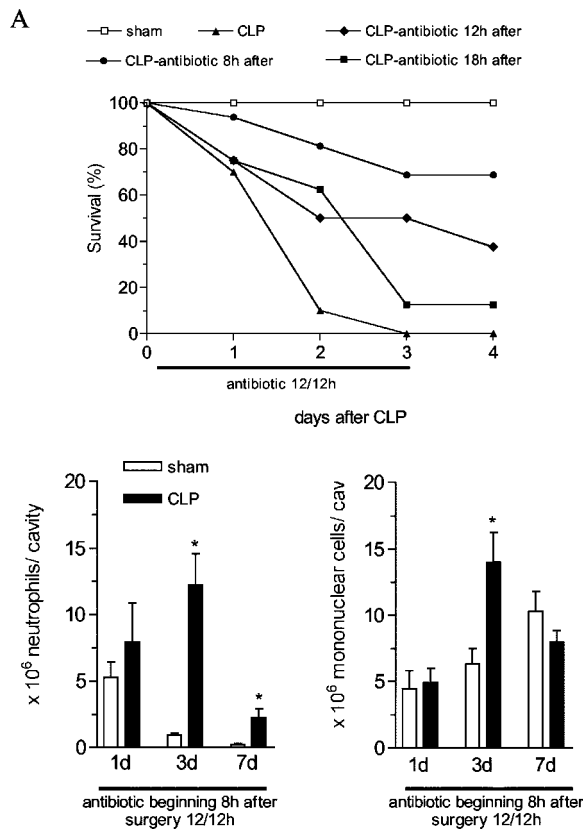 A
sham CLP CLP-antibiotic 12h after
CLP-antibiotic 8h after CLP-antibiotic 18h after
Survival (%)
100
80
60
40
20
0
0 1 2 3 4
antibiotic 12/12h
days after CLP
sham
CLP
x 10⁶ neutrophils/ cavity
20
15
10
5
0
* *
1d 3d 7d
antibiotic beginning 8h after
surgery 12/12h
x 10⁶ mononuclear cells/ cav
20
15
10
5
0
*
1d 3d 7d
antibiotic beginning 8h after
surgery 12/12h